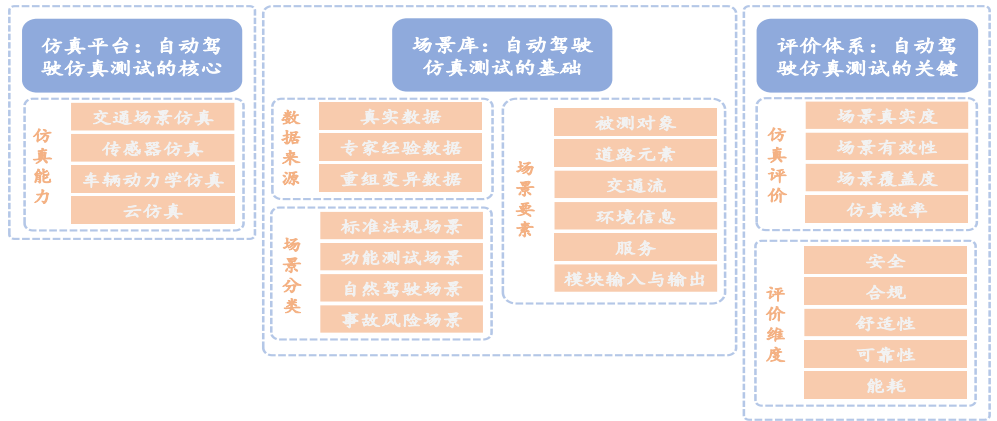 仿真平台：自动驾
驶仿真测试的核心
仿真能力
交通场景仿真
传感器仿真
车辆动力学仿真
云仿真
场景库：自动驾驶
仿真测试的基础
数据来源
真实数据
专家经验数据
重组变异数据
场景分类
标准法规场景
功能测试场景
自然驾驶场景
事故风险场景
场景要素
被测对象
道路元素
交通流
环境信息
服务
模块输入与输出
评价体系：自动驾
驶仿真测试的关键
仿真评价
场景真实度
场景有效性
场景覆盖度
仿真效率
评价维度
安全
合规
舒适性
可靠性
能耗